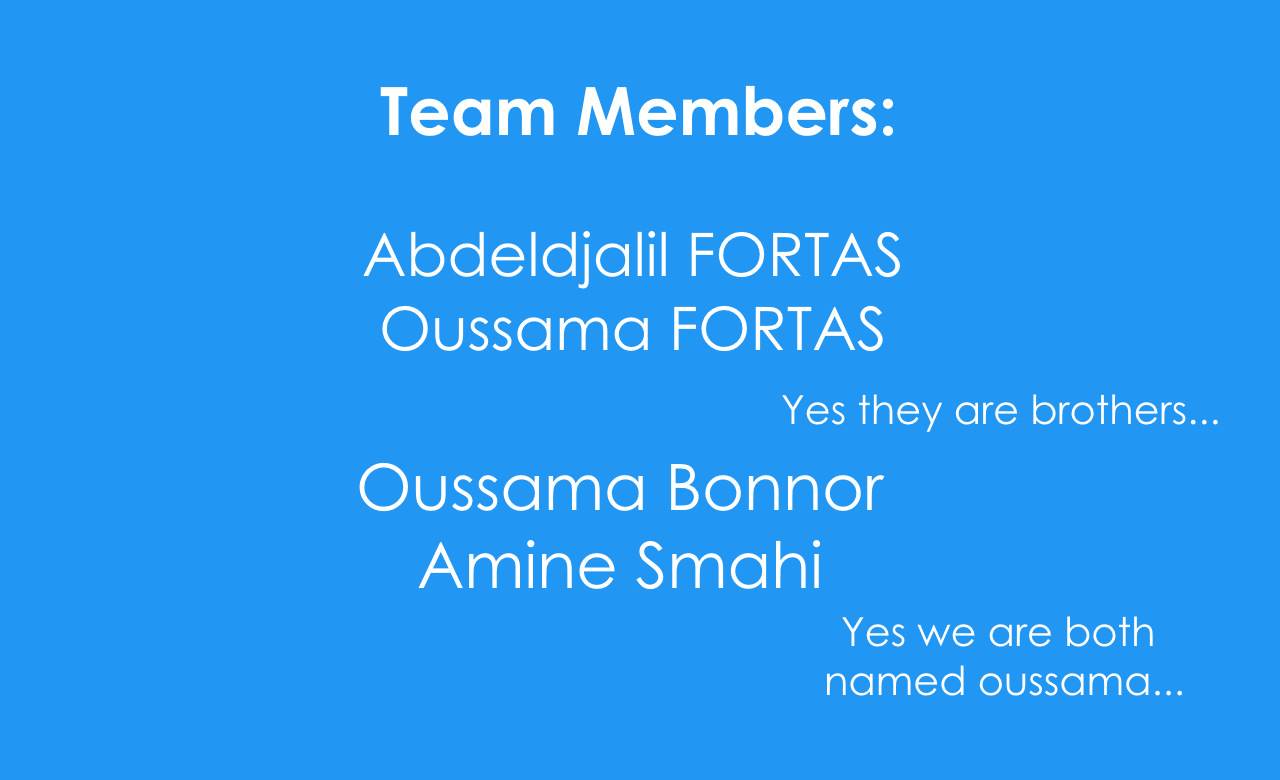 Team Members:
Abdeldjalil FORTAS
Oussama FORTAS
Yes they are brothers...
Oussama Bonnor
Amine Smahi
Yes we are both
named oussama...